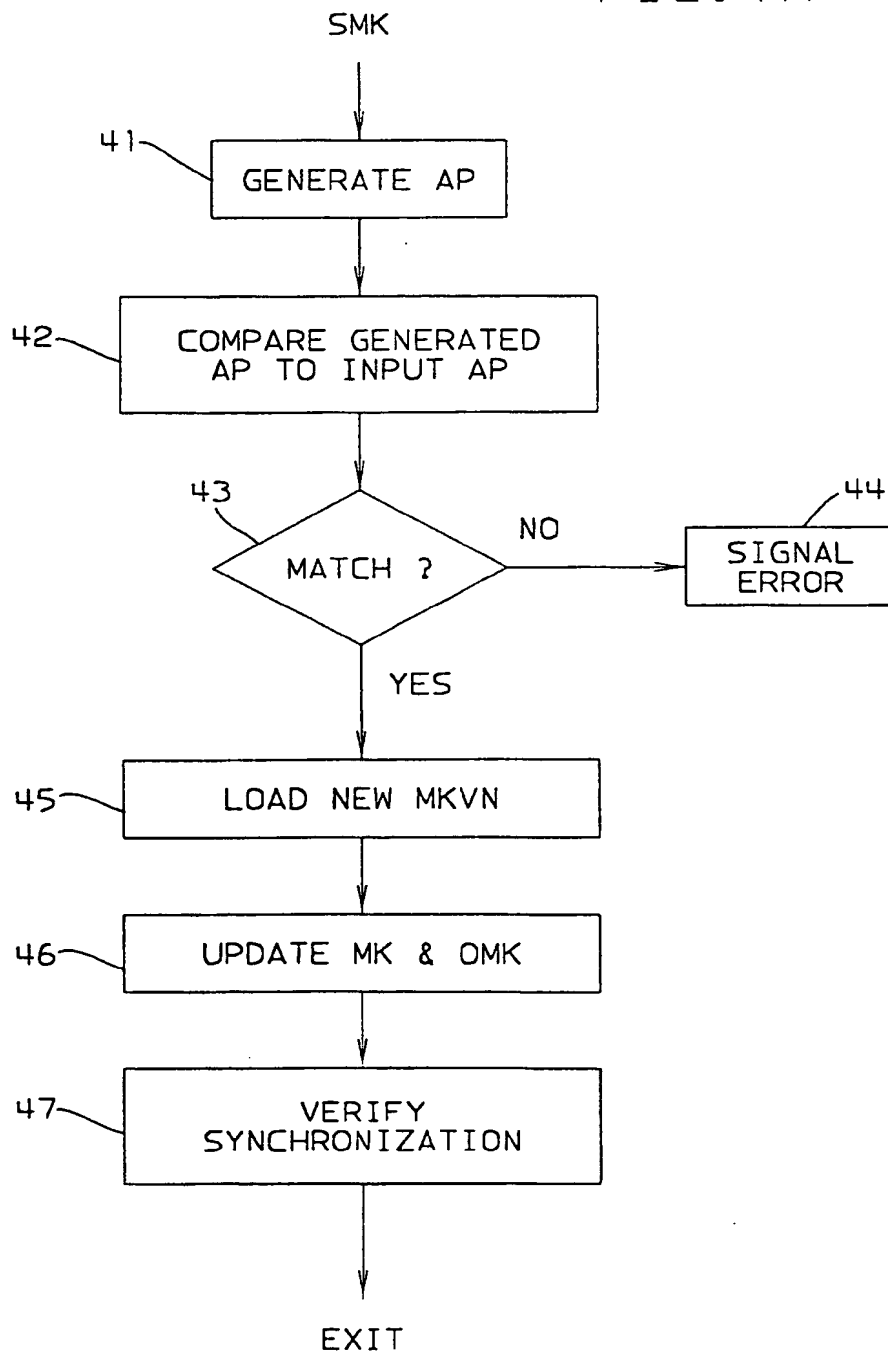 SMK
41
GENERATE AP
42
COMPARE GENERATED
AP TO INPUT AP
43
MATCH ?
NO
44
SIGNAL
ERROR
YES
45
LOAD NEW MKVN
46
UPDATE MK & OMK
47
VERIFY
SYNCHRONIZATION
EXIT